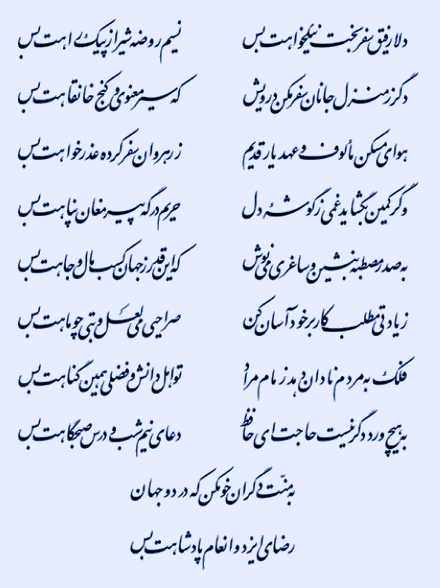 دلا رفیق سفر بخت نیکخواهت بس نسیم روضه شیراز پیک راهت بس
دگر ز منزل جانان سفر مکن درویش که سیر معنوی و کنج خانقاهت بس
هوای مسکن مألوف و عهد یار قدیم ز رهروان سفرکرده عذرخواهت بس
وگر کمین بگشاید غمی ز گوشه دل حریم درگه پیر مغان پناهت بس
به صدر مصطبه بنشین و ساغر می‌نوش که این قدر ز جهان کسب مال و جاهت بس
زیادتی مطلب کار بر خود آسان کن صراحی می لعل و بتی چو ماهت بس
فلک به مردم نادان دهد زمام مراد تو اهل دانش و فضلی همین گناهت بس
به هیچ ورد دگر نیست حاجت ای حافظ دعای نیم شب و درس صبحگاهت بس
به منت دگران خو مکن که در دو جهان
رضای ایزد و انعام پادشاهت بس